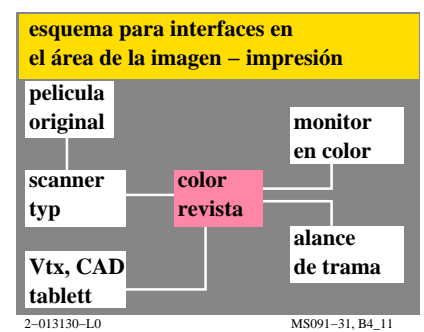 esquema para interfaces en
el área de la imagen – impresión
pelicula
original
monitor
en color
scanner
typ
color
revista
alance
de trama
Vtx, CAD
tablett
2–013130–L0
MS091–31, B4_11